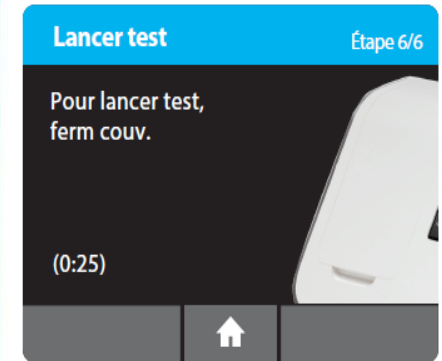 Lancer test
Étape 6/6
Pour lancer test,
ferm couv.
(0:25)